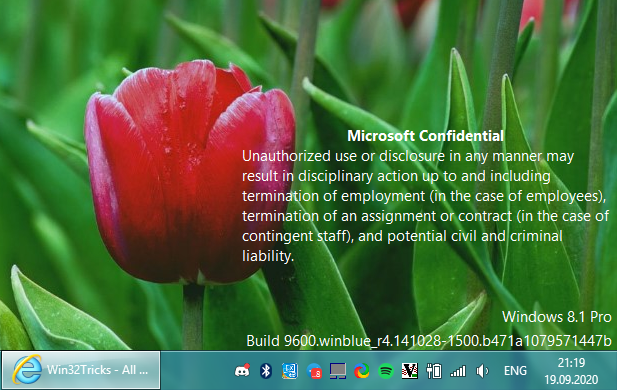 Microsoft Confidential
Unauthorized use or disclosure in any manner may
result in disciplinary action up to and including
termination of employment (in the case of employees),
termination of an assignment or contract (in the case of
contingent staff), and potential civil and criminal
liability.
Windows 8.1 Pro
Build 9600.winblue_r4.141028-1500.b471a1079571447b
Win32Tricks - All ...
ENG
21:19
19.09.2020